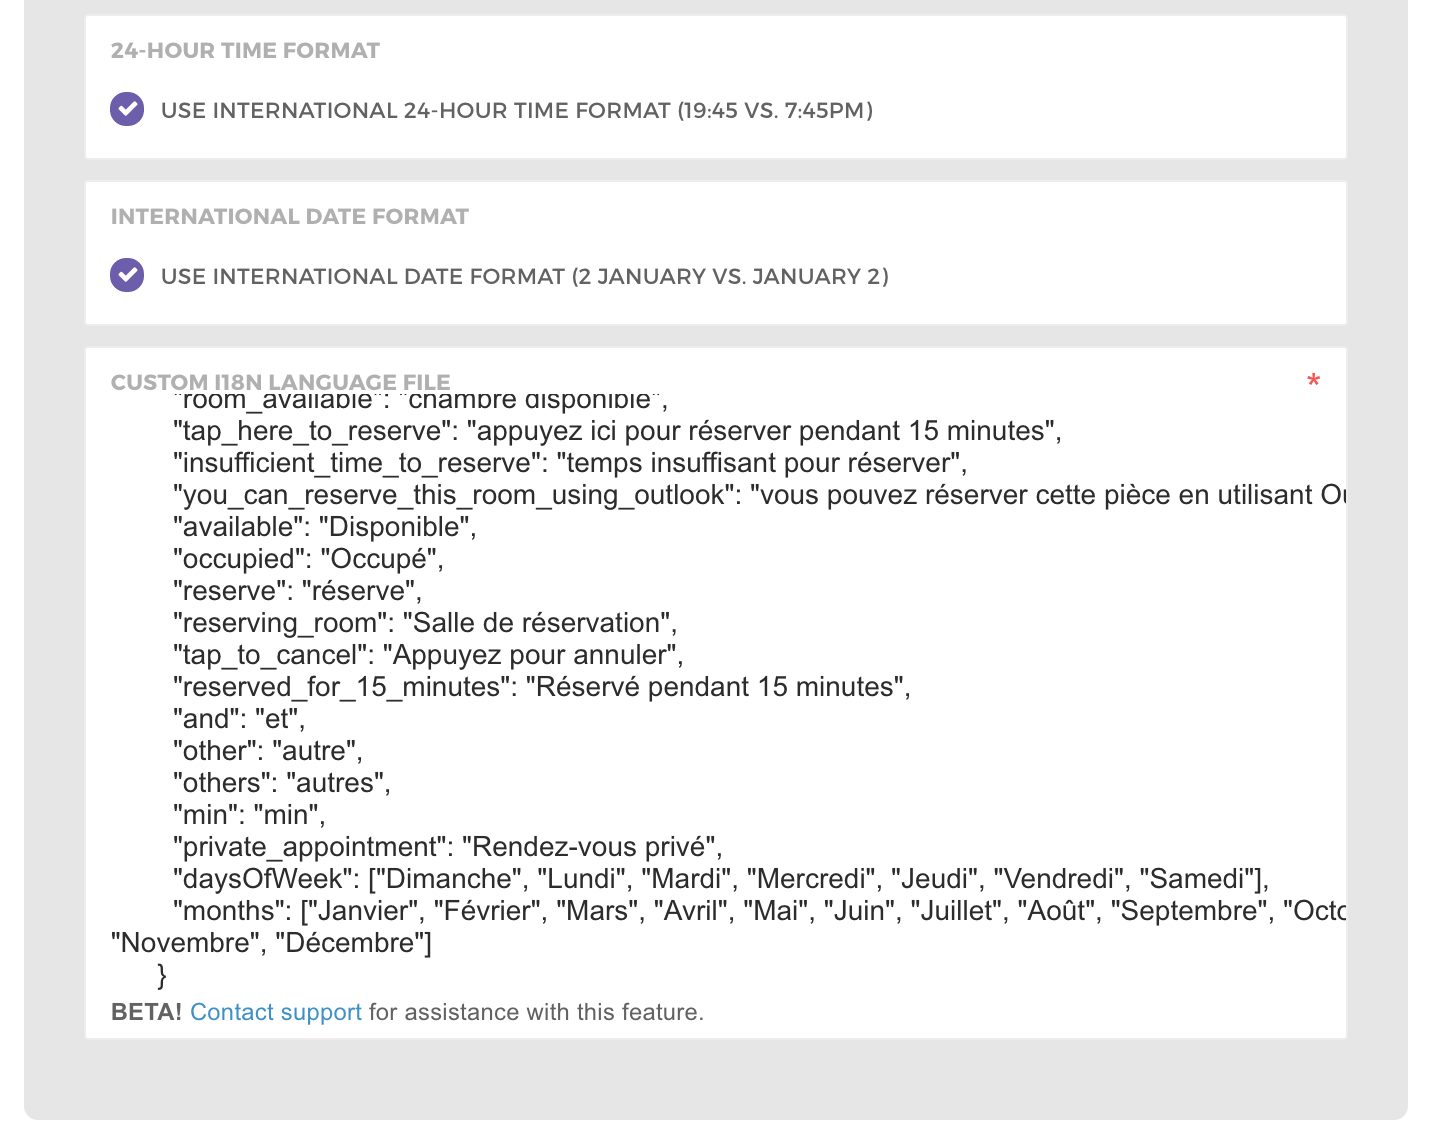 24-HOUR TIME FORMAT
USE INTERNATIONAL 24-HOUR TIME FORMAT (19:45 VS. 7:45PM)
INTERNATIONAL DATE FORMAT
USE INTERNATIONAL DATE FORMAT (2 JANUARY VS. JANUARY 2)
CUSTOM I18N LANGUAGE FILE *
"room_available": "chambre disponible",
"tap_here_to_reserve": "appuyez ici pour réserver pendant 15 minutes",
"insufficient_time_to_reserve": "temps insuffisant pour réserver",
"you_can_reserve_this_room_using_outlook": "vous pouvez réserver cette pièce en utilisant
"available": "Disponible",
"occupied": "Occupé",
"reserve": "réserve",
"reserving_room": "Salle de réservation",
"tap_to_cancel": "Appuyez pour annuler",
"reserved_for_15_minutes": "Réservé pendant 15 minutes",
"and": "et",
"other": "autre",
"others": "autres",
"min": "min",
"private_appointment": "Rendez-vous privé",
"daysOfWeek": ["Dimanche", "Lundi", "Mardi", "Mercredi", "Jeudi", "Vendredi", "Samedi"],
"months": ["Janvier", "Février", "Mars", "Avril", "Mai", "Juin", "Juillet", "Août", "Septembre",
"Novembre", "Décembre"]
}
BETA! Contact support for assistance with this feature.